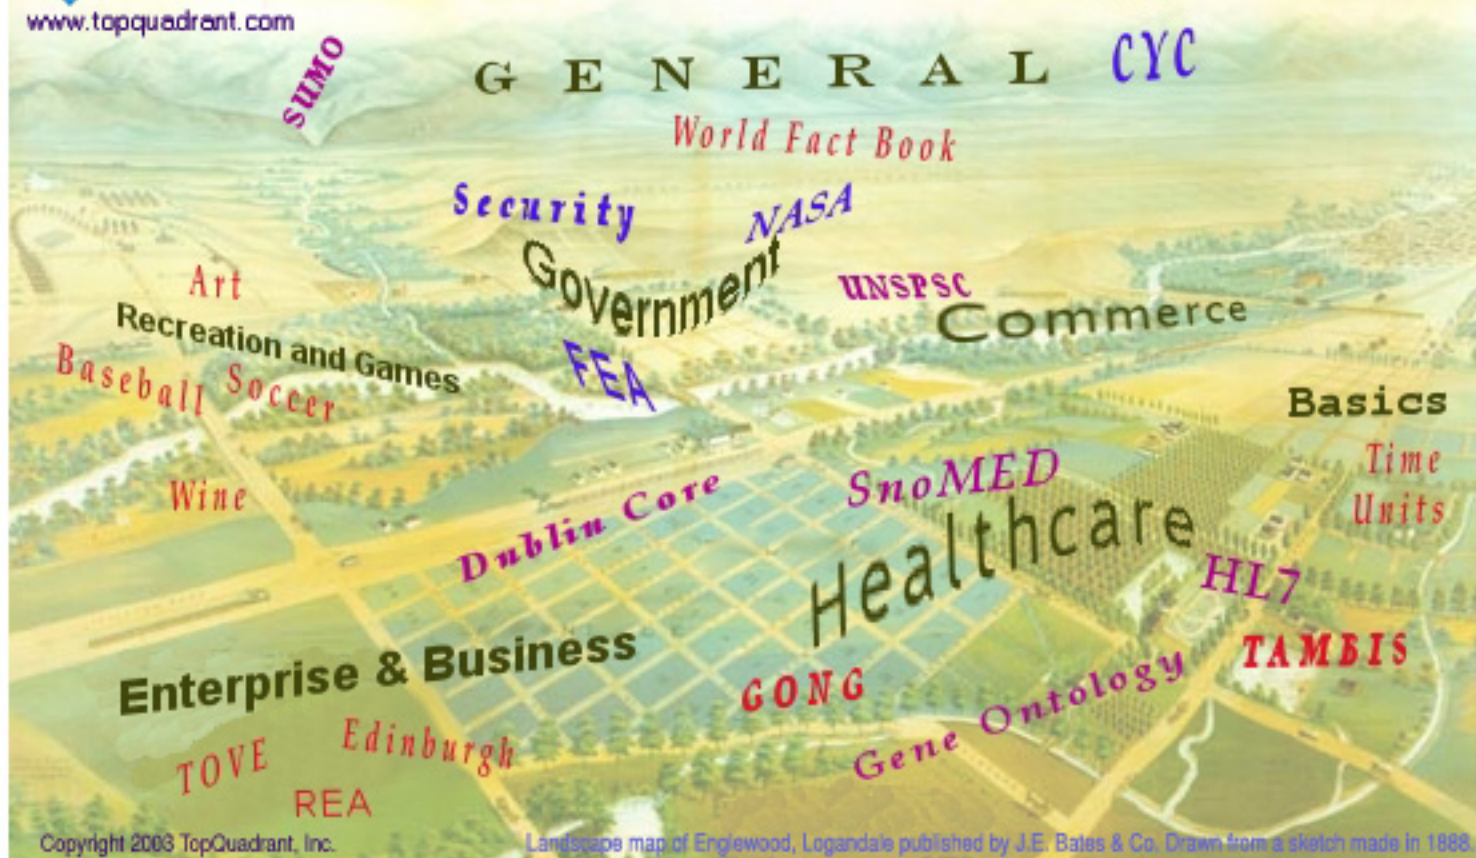 www.topquadrant.com
SUMO
GENERAL
CYC
World Fact Book
Security
NASA
Government
Art
UNSPSC
Commerce
Recreation and Games
FEA
Baseball
Soccer
Basics
Time
Units
SnoMED
Wine
Dublin Core
Healthcare
HL7
Enterprise & Business
TAMBIS
GONG
Gene Ontology
TOVE
Edinburgh
REA
Copyright 2003 TopQuadrant, Inc.
Landscape map of Englewood, Logandale published by J.E. Bates & Co. Drawn from a sketch made in 1888